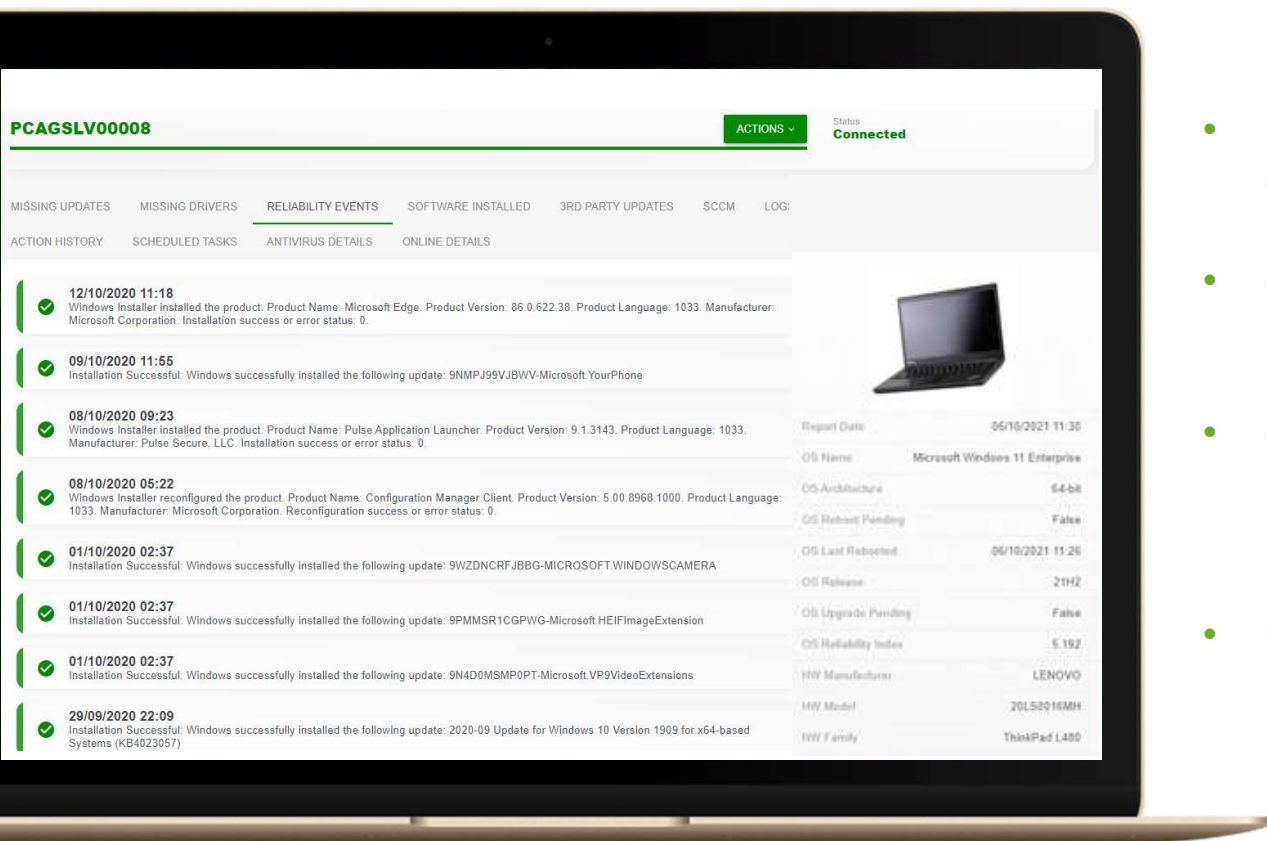 PCAGSLV00008
ACTIONS
Status
Connected
MISSING UPDATES MISSING DRIVERS RELIABILITY EVENTS SOFTWARE INSTALLED 3RD PARTY UPDATES SCCM LOG
ACTION HISTORY SCHEDULED TASKS ANTIVIRUS DETAILS ONLINE DETAILS
12/10/2020 11:18
Windows Installer installed the product. Product Name: Microsoft Edge. Product Version: 86.0.622.38. Product Language: 1033. Manufacturer:
Microsoft Corporation. Installation success or error status: 0.
09/10/2020 11:55
Installation Successful: Windows successfully installed the following update: 9NMPJ99VJBWV-Microsoft.YourPhone
08/10/2020 09:23
Windows Installer installed the product. Product Name: Pulse Application Launcher. Product Version: 9.1.3143. Product Language: 1033.
Manufacturer: Pulse Secure, LLC. Installation success or error status: 0.
08/10/2020 05:22
Windows Installer reconfigured the product. Product Name: Configuration Manager Client. Product Version: 5.00.8968.1000. Product Language:
1033. Manufacturer: Microsoft Corporation. Reconfiguration success or error status: 0.
01/10/2020 02:37
Installation Successful: Windows successfully installed the following update: 9WZDNCRFJBBG-MICROSOFT.WINDOWSCAMERA
01/10/2020 02:37
Installation Successful: Windows successfully installed the following update: 9PMMSR1CGPWG-Microsoft.HEIFImageExtension
01/10/2020 02:37
Installation Successful: Windows successfully installed the following update: 9N4D0MSMP0PT-Microsoft.VP9VideoExtensions
29/09/2020 22:09
Installation Successful: Windows successfully installed the following update: 2020-09 Update for Windows 10 Version 1909 for x64-based
Systems (KB4023057)
Report Date 06/10/2021 11:30
OS Name Microsoft Windows 11 Enterprise
OS Architecture 64-bit
OS Reboot Pending False
OS Last Rebooted 06/10/2021 11:26
OS Release 21H2
OS Upgrade Pending False
OS Reliability Index 5.192
HW Manufacturer LENOVO
HW Model 20LS0016MH
HW Family ThinkPad L480